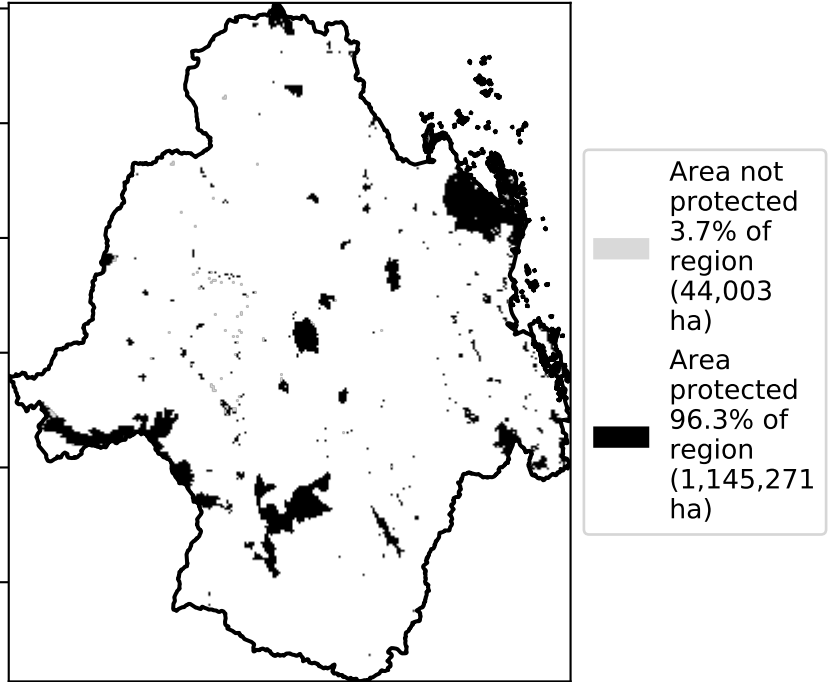 Area not
protected
3.7% of
region
(44,003
ha)
Area
protected
96.3% of
region
(1,145,271
ha)